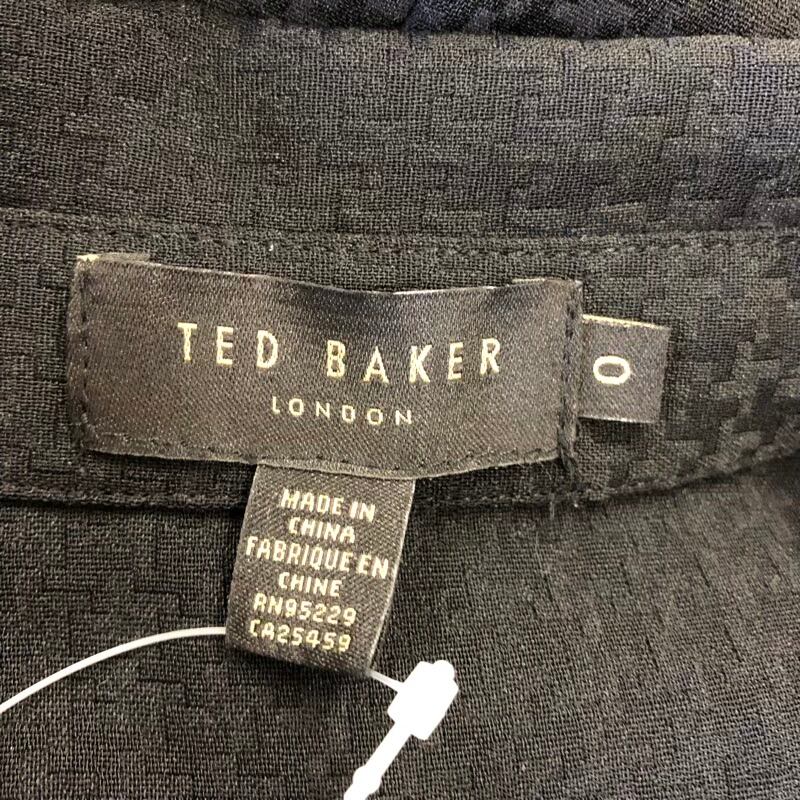 TED BAKER
LONDON
0
MADE IN
CHINA
FABRIQUE EN
CHINE
RN95229
CA25459